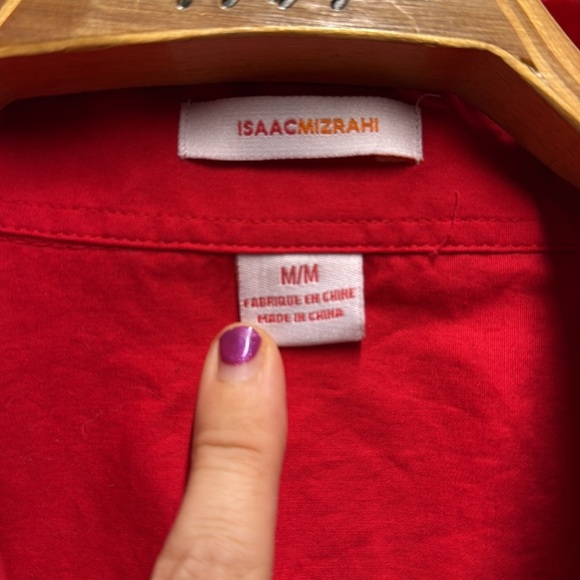 ISAACMIZRAHI
M/M
FABRIQUE EN CHINE
MADE IN CHINA